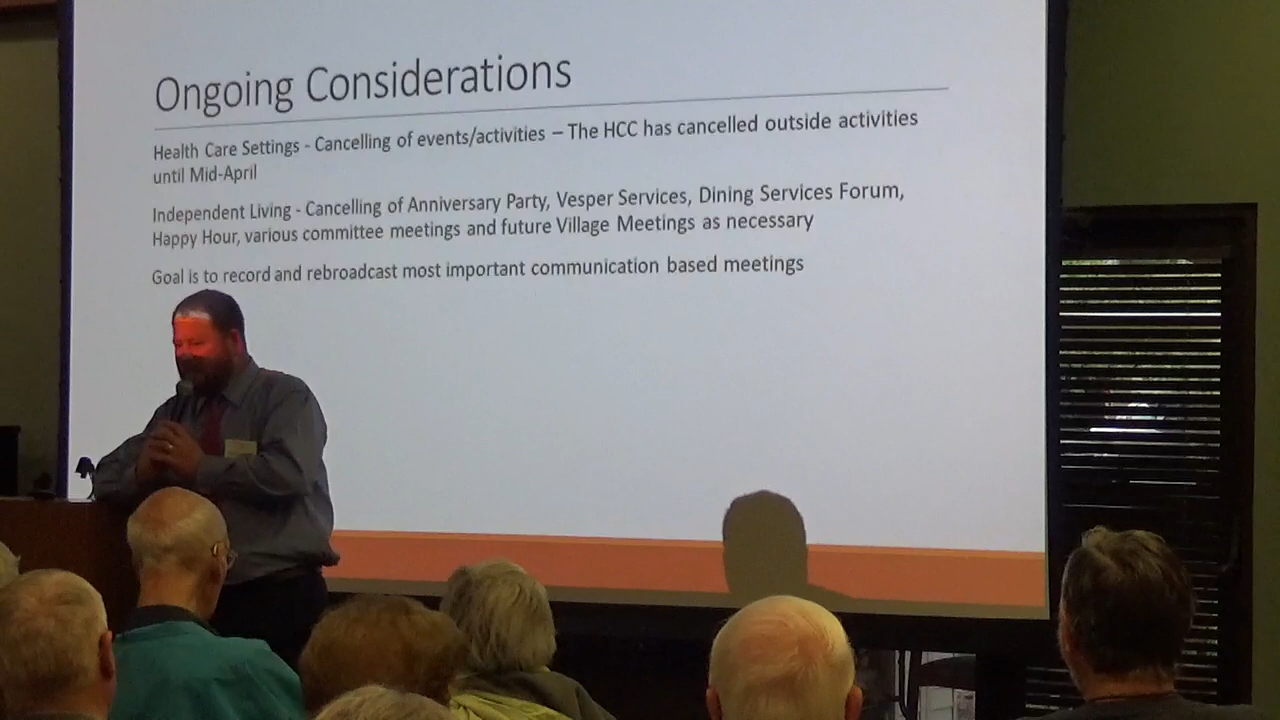 Ongoing Considerations
Health Care Settings - Cancelling of events/activities – The HCC has cancelled outside activities
until Mid-April
Independent Living - Cancelling of Anniversary Party, Vesper Services, Dining Services Forum,
Happy Hour, various committee meetings and future Village Meetings as necessary
Goal is to record and rebroadcast most important communication based meetings